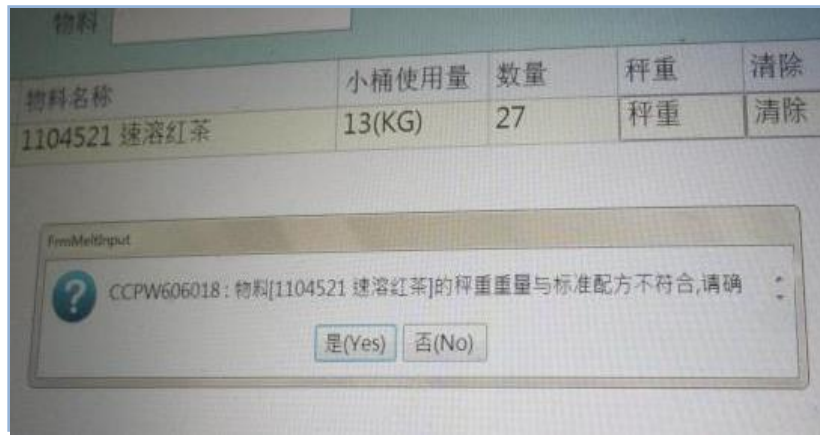 物料
物料名称 小桶使用量 数量 秤重 清除
1104521 速溶红茶 13(KG) 27 秤重 清除
FrmMeltInput
CCPW606018 : 物料[1104521 速溶红茶]的秤重重量与标准配方不符合,请确
是(Yes) 否(No)